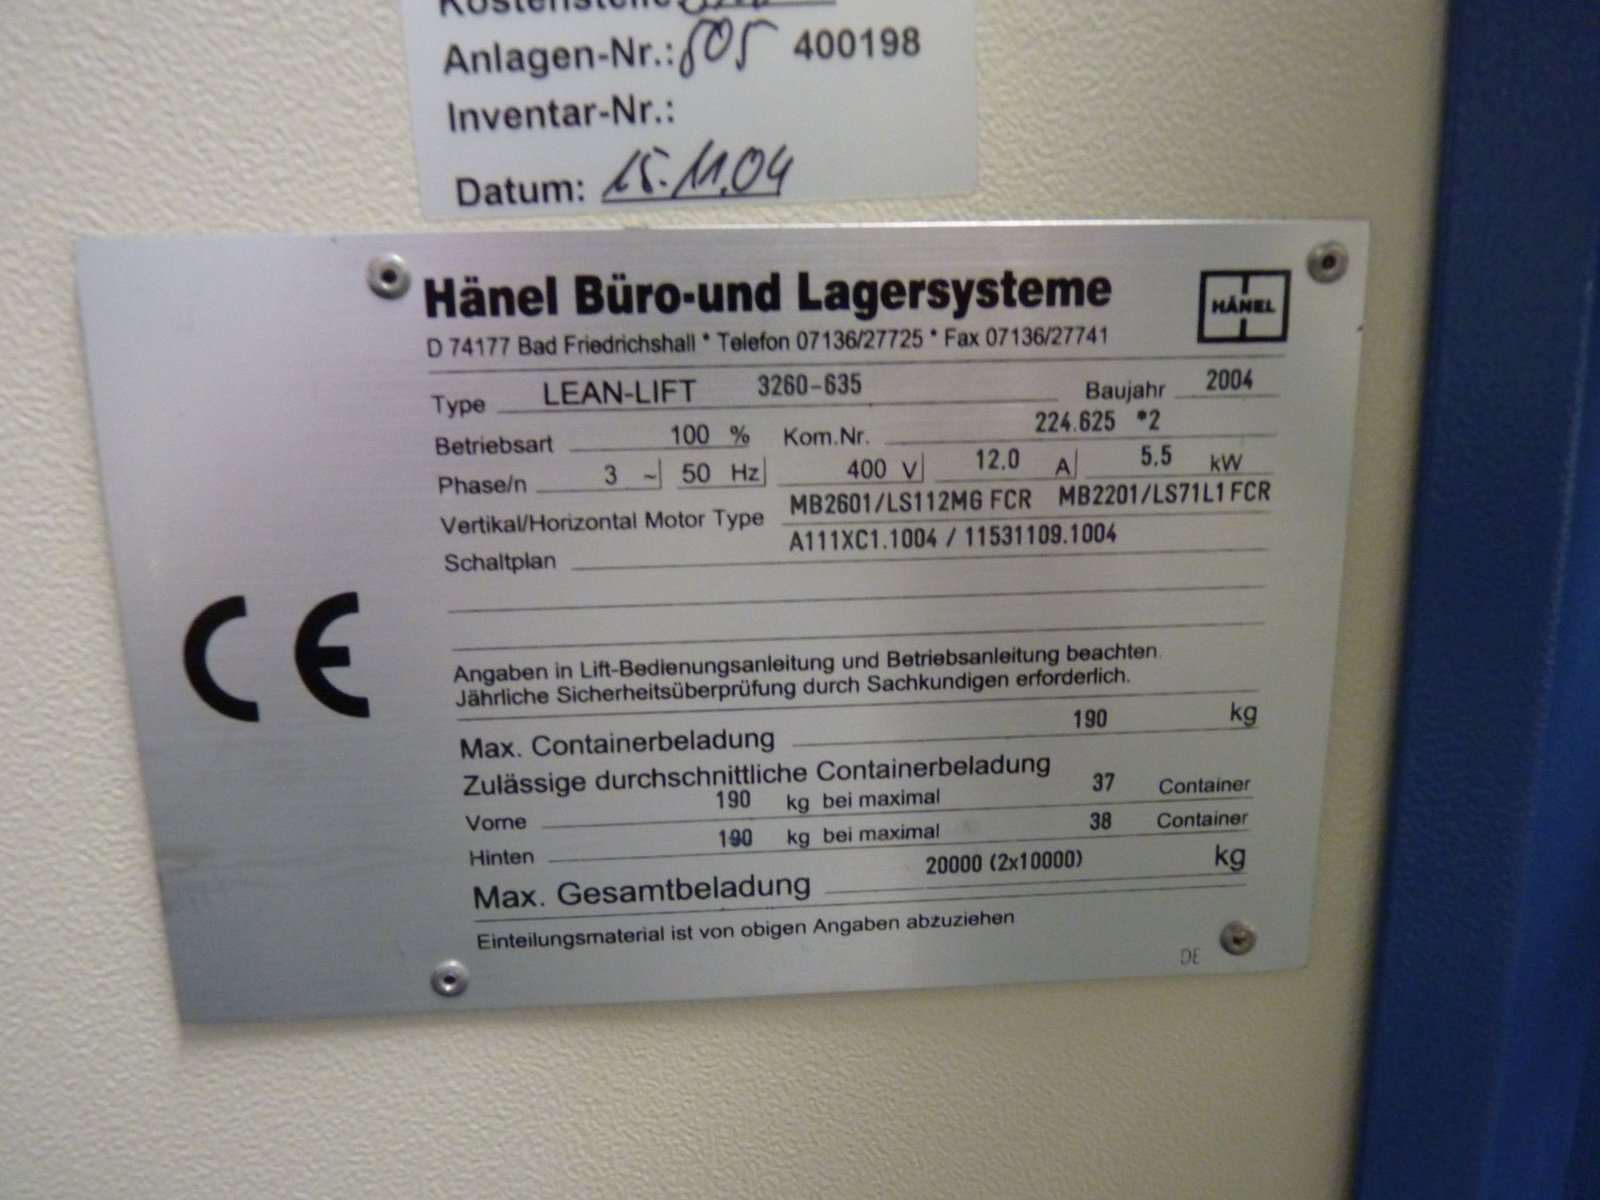 Kostenstelle
Anlagen-Nr.: 805 400198
Inventar-Nr.:
Datum: 15.11.04
Hänel Büro-und Lagersysteme
HÄNEL
D 74177 Bad Friedrichshall * Telefon 07136/27725 * Fax 07136/27741
Type LEAN-LIFT 3260-635 Baujahr 2004
Betriebsart 100 % Kom.Nr. 224.625 *2
Phase/n 3 ~ 50 Hz 400 V 12.0 A 5.5 kW
Vertikal/Horizontal Motor Type MB2601/LS112MG FCR MB2201/LS71L1 FCR
Schaltplan A111XC1.1004 / 11531109.1004
CE
Angaben in Lift-Bedienungsanleitung und Betriebsanleitung beachten.
Jährliche Sicherheitsüberprüfung durch Sachkundigen erforderlich.
Max. Containerbeladung 190 kg
Zulässige durchschnittliche Containerbeladung
Vorne 190 kg bei maximal 37 Container
Hinten 190 kg bei maximal 38 Container
Max. Gesamtbeladung 20000 (2x10000) kg
Einteilungsmaterial ist von obigen Angaben abzuziehen
DE